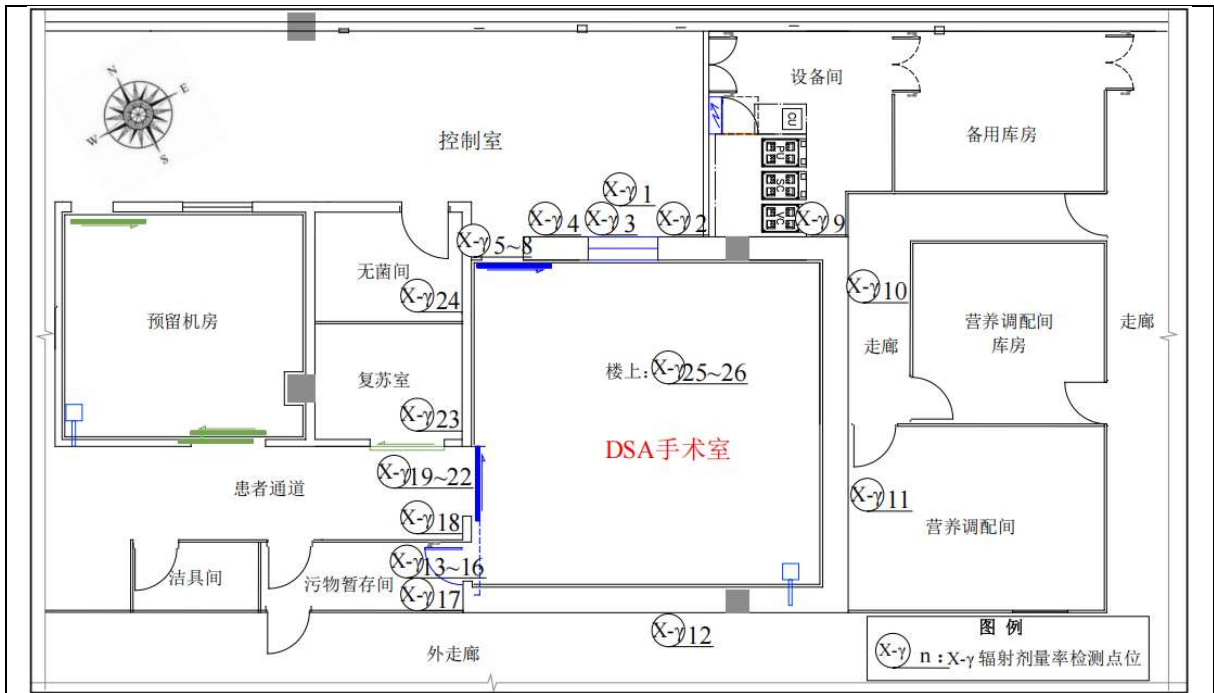 N
E
W
S
设备间
备用库房
控制室
CU
PU
SC
VC
X-γ 1
X-γ 4
X-γ 3
X-γ 2
X-γ 9
X-γ 5~8
无菌间
X-γ 24
X-γ 10
预留机房
营养调配间
库房
走廊
走廊
复苏室
楼上:X-γ 25~26
X-γ 23
DSA手术室
X-γ 19~22
患者通道
X-γ 11
X-γ 18
营养调配间
X-γ 13~16
洁具间
污物暂存间
X-γ 17
X-γ 12
外走廊
图 例
X-γ n:X-γ 辐射剂量率检测点位